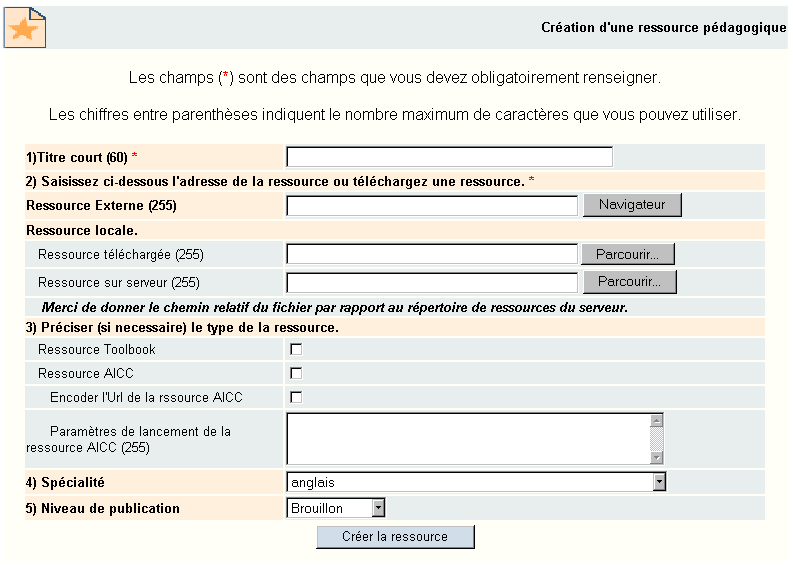 Création d'une ressource pédagogique
Les champs (*) sont des champs que vous devez obligatoirement renseigner.
Les chiffres entre parenthèses indiquent le nombre maximum de caractères que vous pouvez utiliser.
1)Titre court (60) *
2) Saisissez ci-dessous l'adresse de la ressource ou téléchargez une ressource. *
Ressource Externe (255) Navigateur
Ressource locale.
Ressource téléchargée (255) Parcourir...
Ressource sur serveur (255) Parcourir...
Merci de donner le chemin relatif du fichier par rapport au répertoire de ressources du serveur.
3) Préciser (si necessaire) le type de la ressource.
Ressource Toolbook
Ressource AICC
Encoder l'Url de la rssource AICC
Paramètres de lancement de la
ressource AICC (255)
4) Spécialité anglais
5) Niveau de publication Brouillon
Créer la ressource